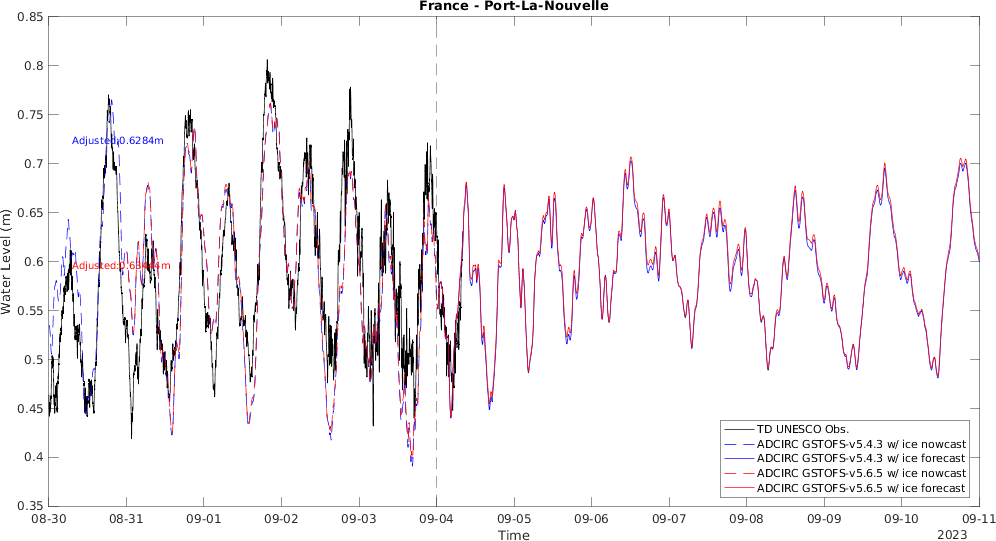 France - Port-La-Nouvelle
0.85
0.8
0.75
0.7
0.65
0.6
0.55
0.5
0.45
0.4
0.35
Water Level (m)
Adjusted:0.6284m
TD UNESCO Obs.
ADCIRC GSTOFS-v5.4.3 w/ ice nowcast
ADCIRC GSTOFS-v5.4.3 w/ ice forecast
ADCIRC GSTOFS-v5.6.5 w/ ice nowcast
ADCIRC GSTOFS-v5.6.5 w/ ice forecast
08-30 08-31 09-01 09-02 09-03 09-04 09-05 09-06 09-07 09-08 09-09 09-10 09-11
Time
2023